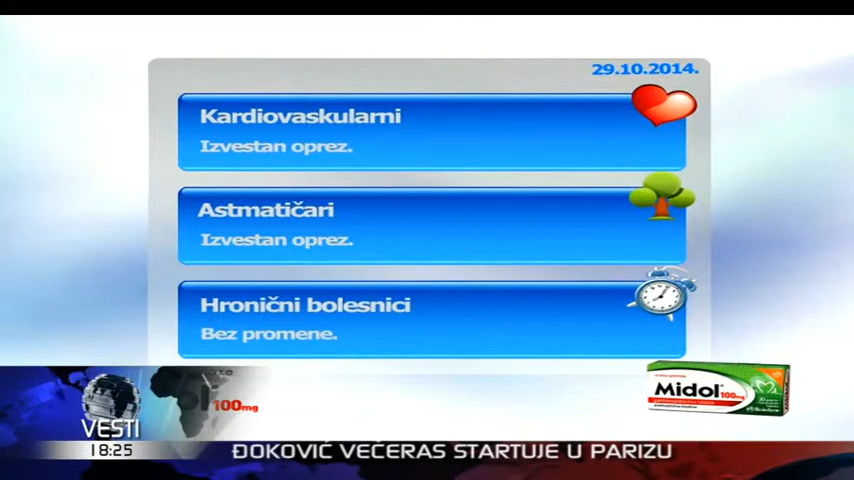 29.10.2014.
Kardiovaskularni
Izvestan oprez.
Astmatičari
Izvestan oprez.
Hronični bolesnici
Bez promene.
Midol 100mg
100mg
VESTI
18:25
ĐOKOVIĆ VEČERAS STARTUJE U PARIZU